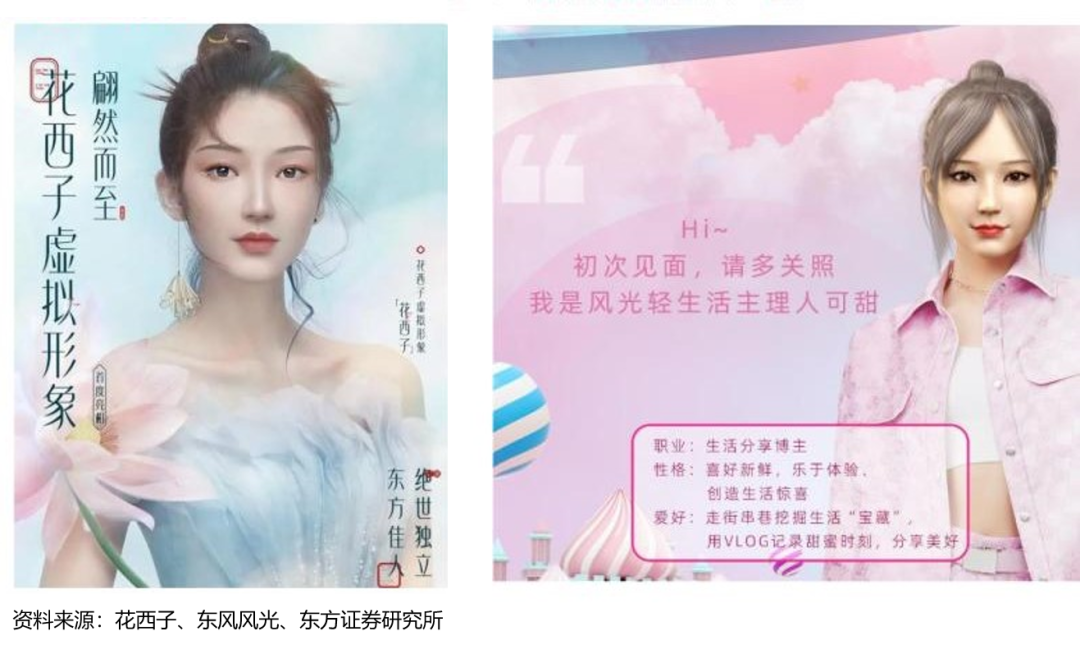 翩然而至
花西子虚拟形象
首度亮相
花西子虚拟形象
「花西子」
绝世独立
东方佳人
Hi~
初次见面，请多关照
我是风光轻生活主理人可甜
职业：生活分享博主
性格：喜好新鲜，乐于体验、
创造生活惊喜
爱好：走街串巷挖掘生活“宝藏”，
用VLOG记录甜蜜时刻，分享美好
资料来源：花西子、东风风光、东方证券研究所